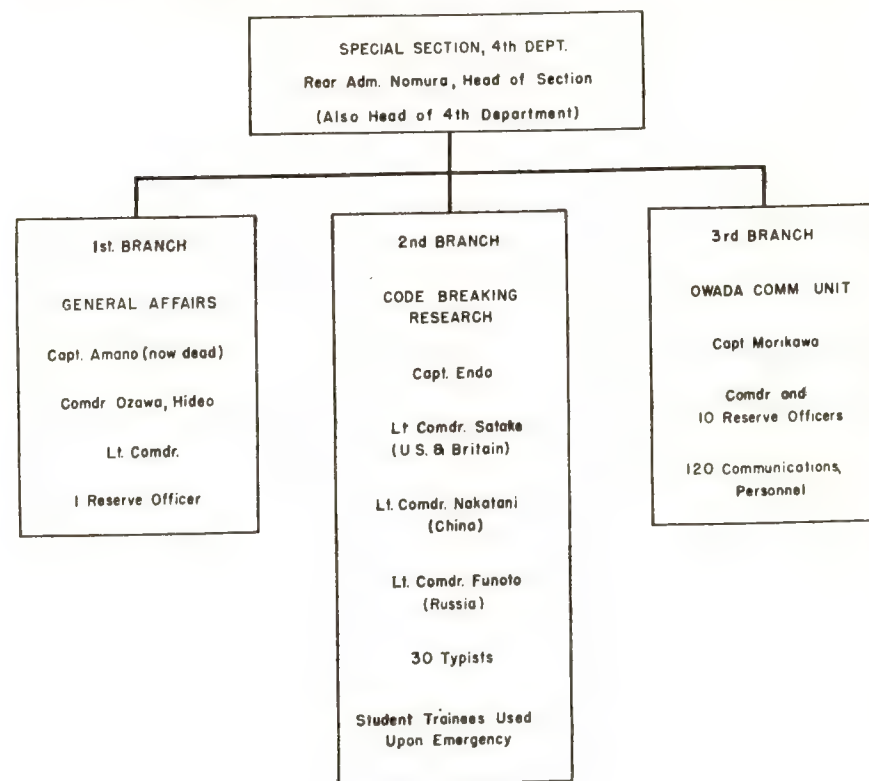 SPECIAL SECTION, 4th DEPT.
Rear Adm. Nomura, Head of Section
(Also Head of 4th Department)
1st. BRANCH
GENERAL AFFAIRS
Capt. Amano (now dead)
Comdr Ozawa, Hideo
Lt. Comdr.
1 Reserve Officer
2nd BRANCH
CODE BREAKING
RESEARCH
Capt. Endo
Lt Comdr. Satake
(U.S. & Britain)
Lt. Comdr. Nakatani
(China)
Lt. Comdr. Funoto
(Russia)
30 Typists
Student Trainees Used
Upon Emergency
3rd BRANCH
OWADA COMM UNIT
Capt Morikawa
Comdr and
10 Reserve Officers
120 Communications,
Personnel